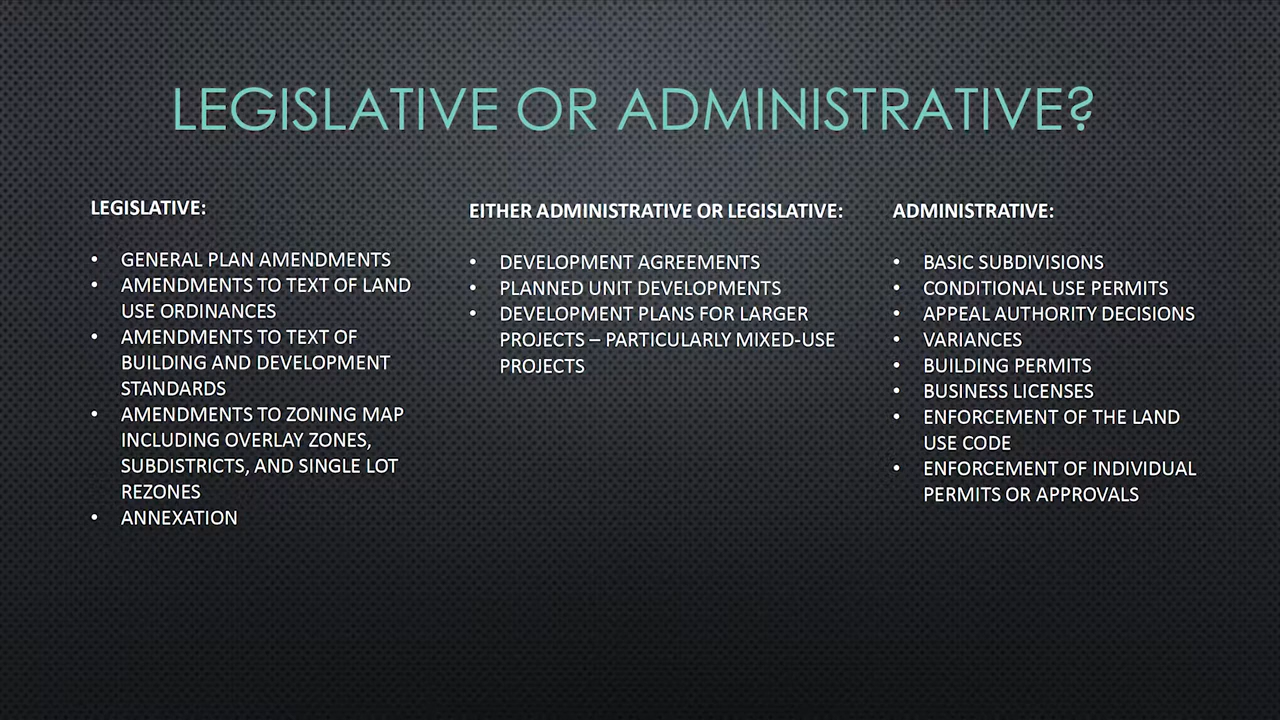 LEGISLATIVE OR ADMINISTRATIVE?
LEGISLATIVE:
• GENERAL PLAN AMENDMENTS
• AMENDMENTS TO TEXT OF LAND
USE ORDINANCES
• AMENDMENTS TO TEXT OF
BUILDING AND DEVELOPMENT
STANDARDS
• AMENDMENTS TO ZONING MAP
INCLUDING OVERLAY ZONES,
SUBDISTRICTS, AND SINGLE LOT
REZONES
• ANNEXATION
EITHER ADMINISTRATIVE OR LEGISLATIVE:
• DEVELOPMENT AGREEMENTS
• PLANNED UNIT DEVELOPMENTS
• DEVELOPMENT PLANS FOR LARGER
PROJECTS – PARTICULARLY MIXED-USE
PROJECTS
ADMINISTRATIVE:
• BASIC SUBDIVISIONS
• CONDITIONAL USE PERMITS
• APPEAL AUTHORITY DECISIONS
• VARIANCES
• BUILDING PERMITS
• BUSINESS LICENSES
• ENFORCEMENT OF THE LAND
USE CODE
• ENFORCEMENT OF INDIVIDUAL
PERMITS OR APPROVALS